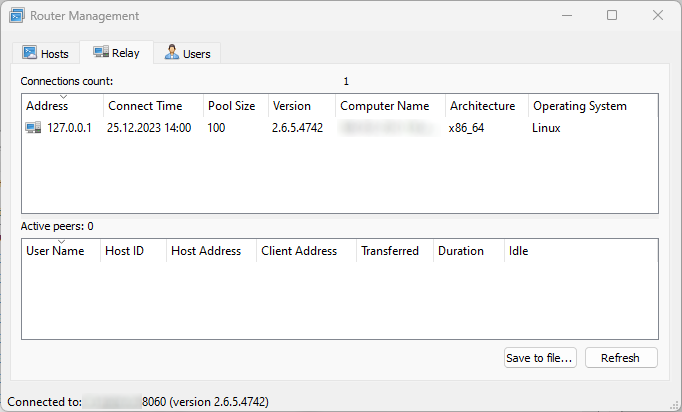 Router Management
Hosts Relay Users
Connections count: 1
Address Connect Time Pool Size Version Computer Name Architecture Operating System
127.0.0.1 25.12.2023 14:00 100 2.6.5.4742 x86_64 Linux
Active peers: 0
User Name Host ID Host Address Client Address Transferred Duration Idle
Save to file... Refresh
Connected to: 8060 (version 2.6.5.4742)